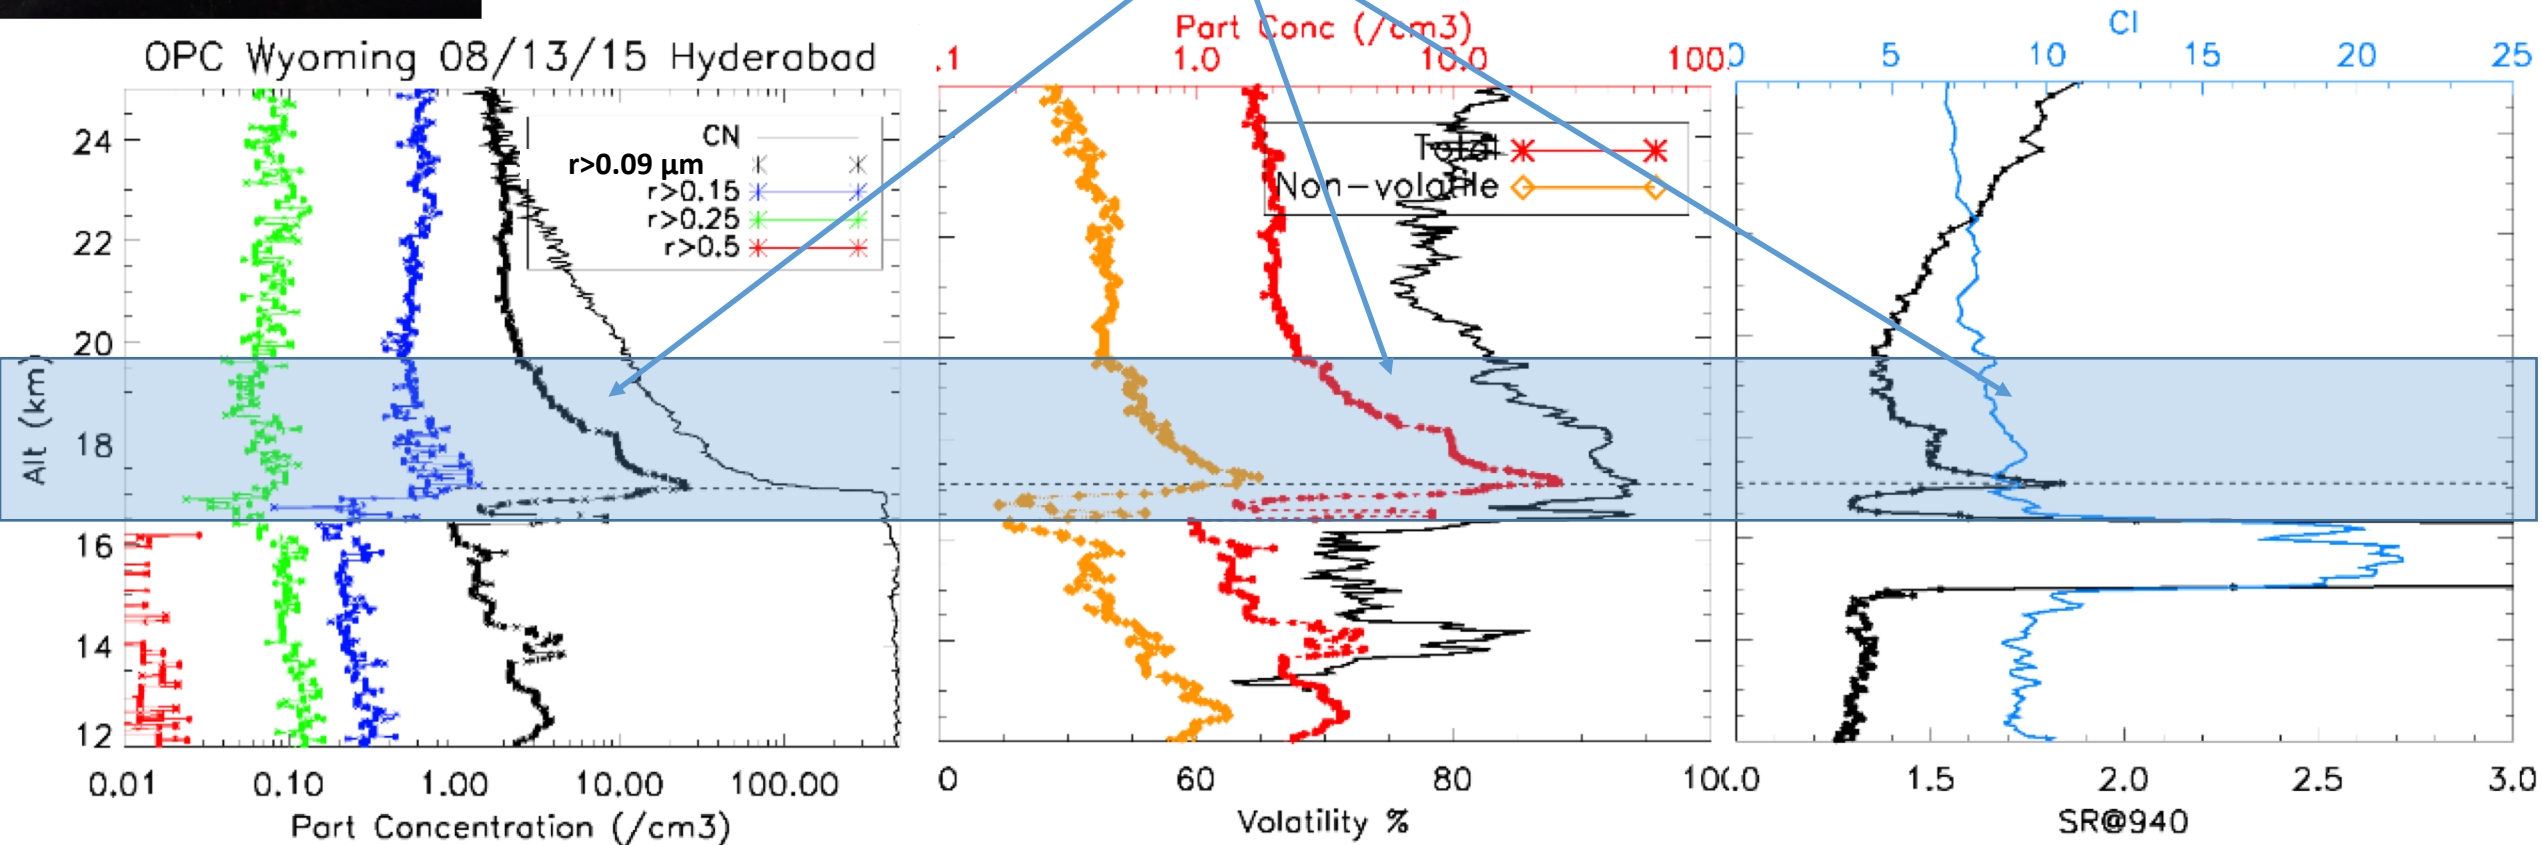 OPC Wyoming 08/13/15 Hyderabad
CN
r>0.09 μm
r>0.15
r>0.25
r>0.5
Alt (km)
24
22
20
18
16
14
12
0.01 0.10 1.00 10.00 100.00
Part Concentration (/cm3)
Part Conc (/cm3)
.1 1.0 10.0 100.
Total
Non-volatile
0 60 80 100
Volatility %
CI
0 5 10 15 20 25
.0 1.5 2.0 2.5 3.0
SR@940